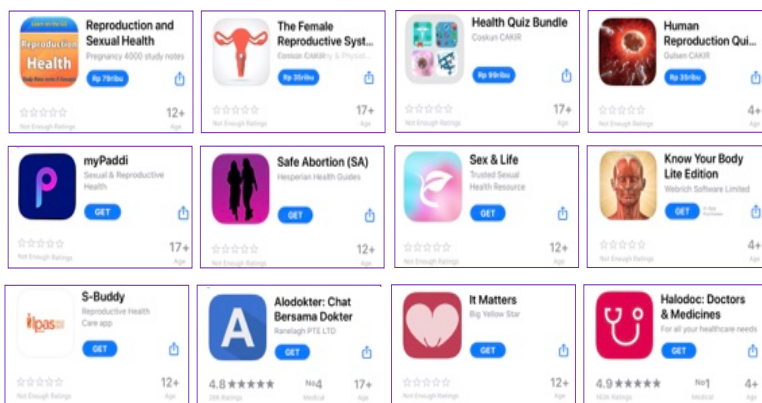 Reproduction and
Sexual Health
Pregnancy 4000 study notes
Reproduction
Health
Rp 79ribu
Not Enough Ratings
12+
Age
The Female
Reproductive Syst...
Rp 35ribu
Not Enough Ratings
17+
Age
Health Quiz Bundle
Coskun CAKIR
Rp 99ribu
Not Enough Ratings
17+
Age
Human
Reproduction Qui...
Gulsen CAKIR
Rp 35ribu
Not Enough Ratings
4+
Age
myPaddi
Sexual & Reproductive
Health
GET
Not Enough Ratings
17+
Age
Safe Abortion (SA)
Hesperian Health Guides
GET
Not Enough Ratings
12+
Age
Sex & Life
Trusted Sexual
Health Resource
GET
Not Enough Ratings
12+
Age
Know Your Body
Lite Edition
Webrich Software Limited
GET
In-App
Purchases
Not Enough Ratings
4+
Age
S-Buddy
Reproductive Health
Care app
Ipas
GET
Not Enough Ratings
12+
Age
Alodokter: Chat
Bersama Dokter
Ranelagh PTE LTD
A
GET
4.8
No4
17+
Ratings
Medical
Age
It Matters
Big Yellow Star
GET
Not Enough Ratings
12+
Age
Halodoc: Doctors
& Medicines
For all your healthcare needs
GET
4.9
No1
4+
Ratings
Medical
Age